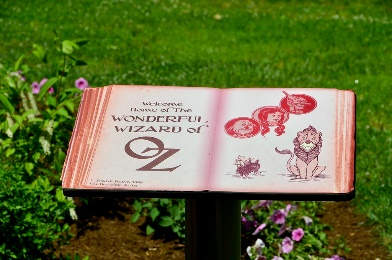 Welcome
Home of The
WONDERFUL
WIZARD of
OZ